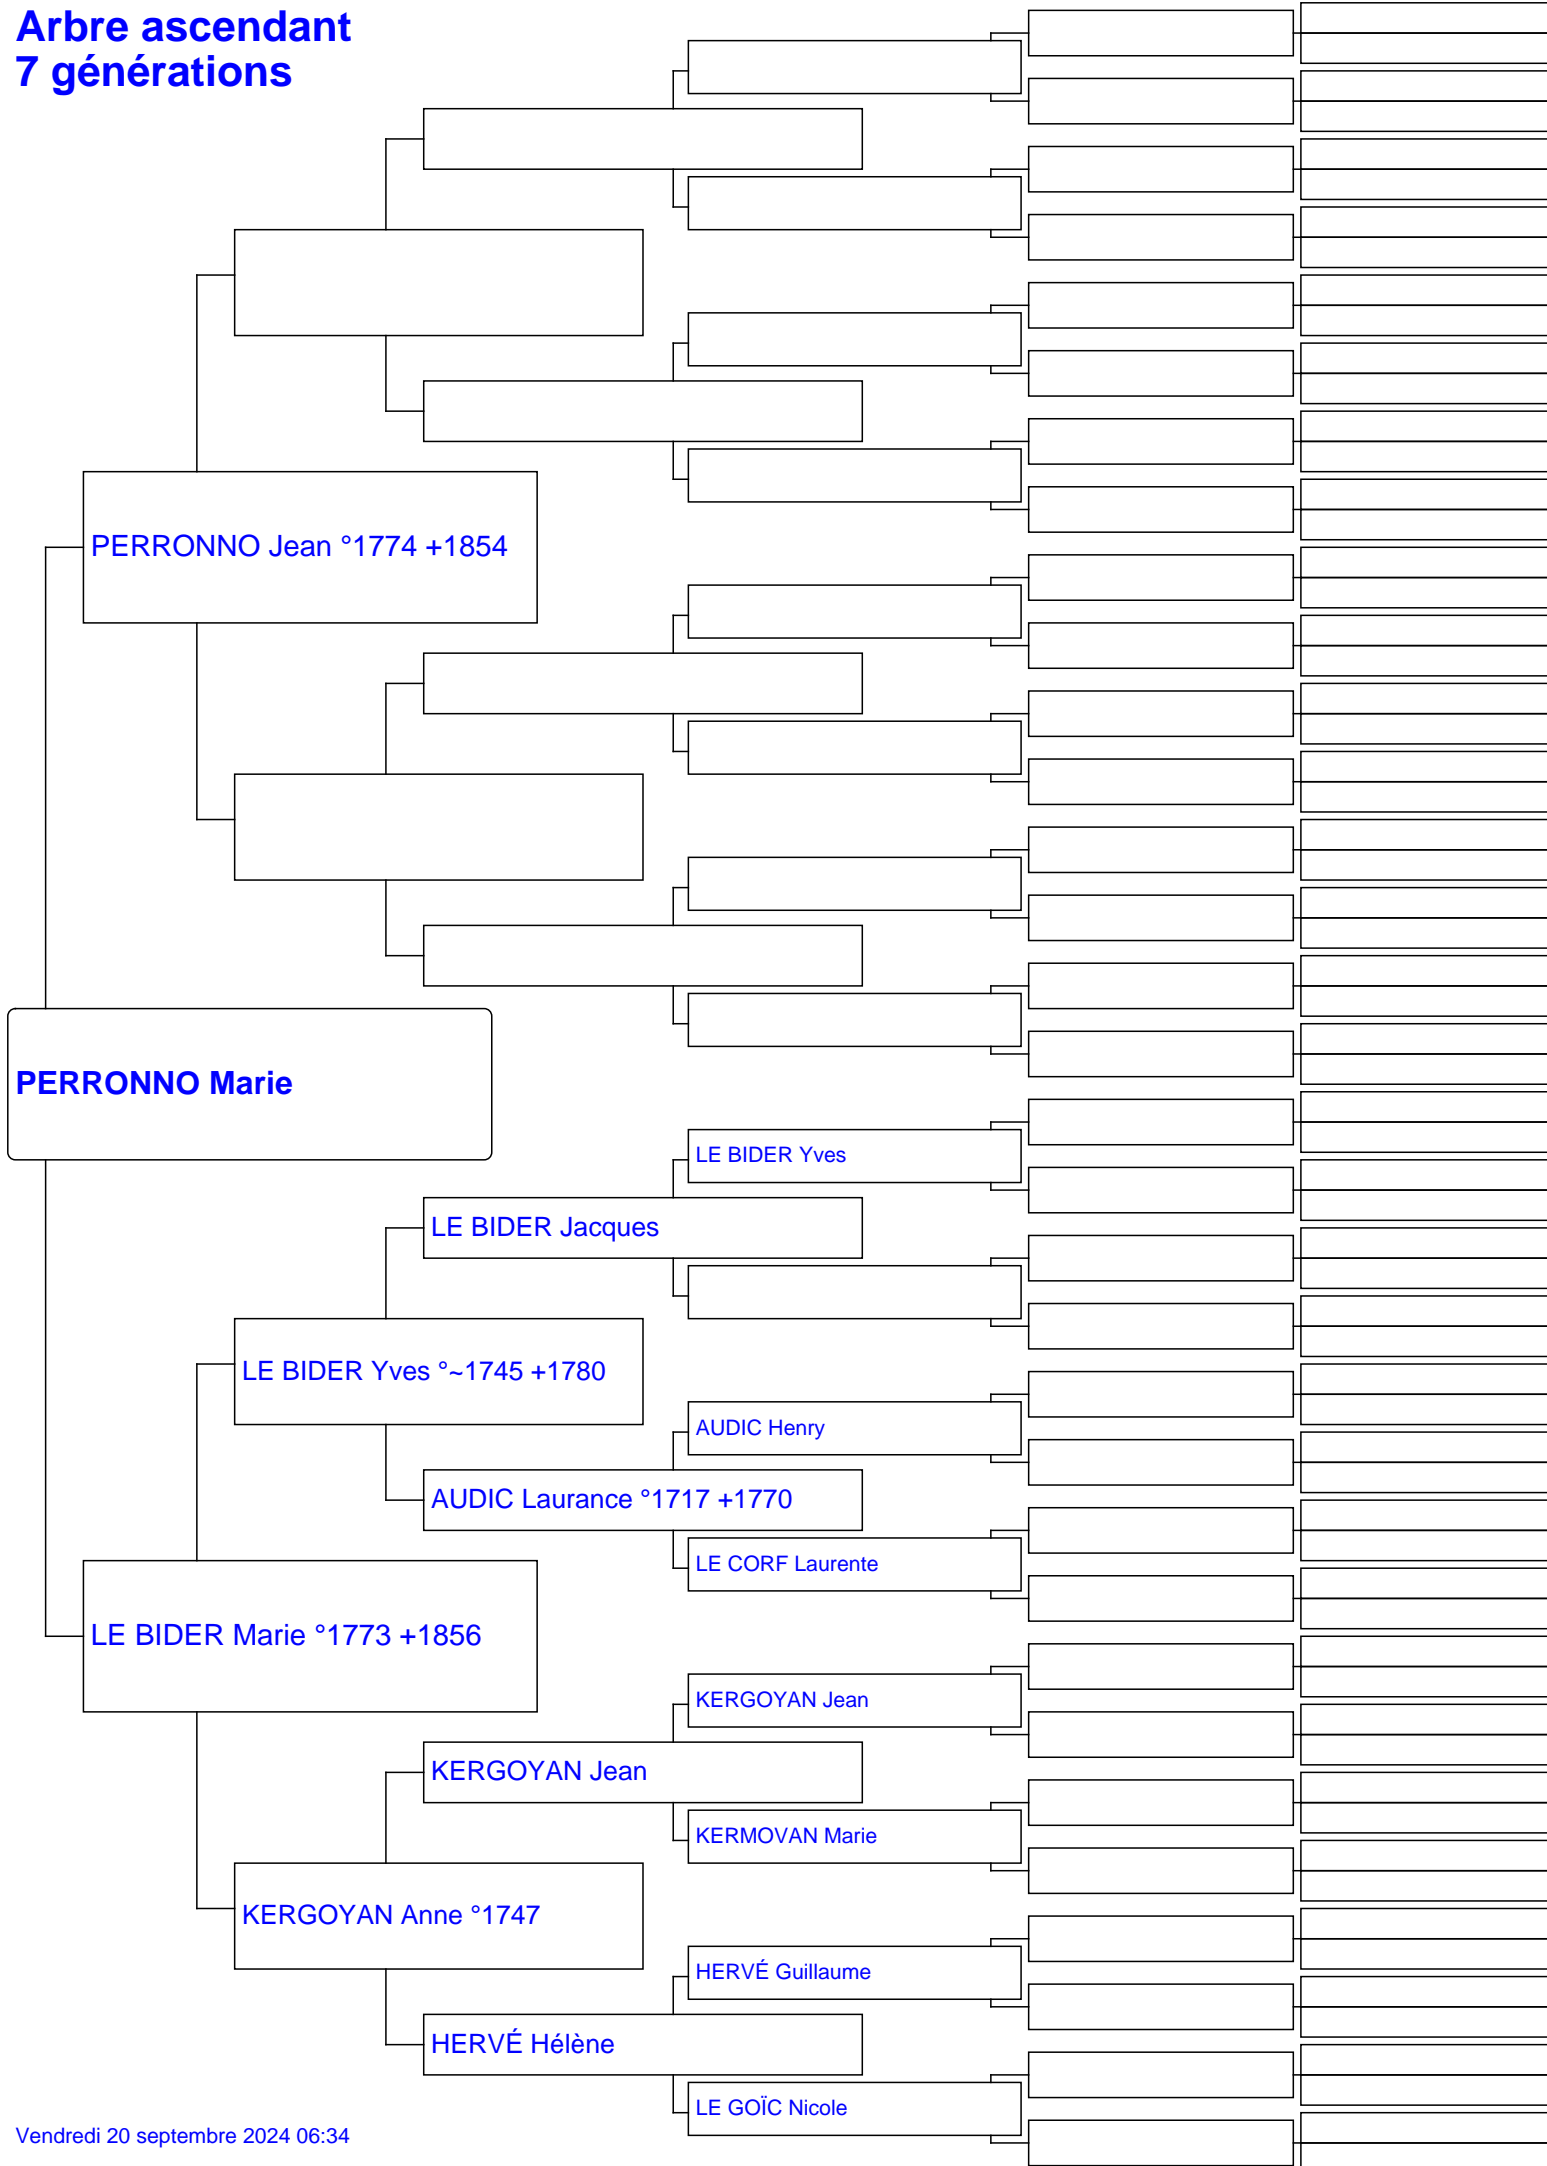 Arbre ascendant
7 générations
PERRONNO Jean °1774 +1854
PERRONNO Marie
LE BIDER Yves
LE BIDER Jacques
LE BIDER Yves °~1745 +1780
AUDIC Henry
AUDIC Laurance °1717 +1770
LE CORF Laurente
LE BIDER Marie °1773 +1856
KERGOYAN Jean
KERGOYAN Jean
KERMOVAN Marie
KERGOYAN Anne °1747
HERVÉ Guillaume
HERVÉ Hélène
LE GOÏC Nicole
Vendredi 20 septembre 2024 06:34